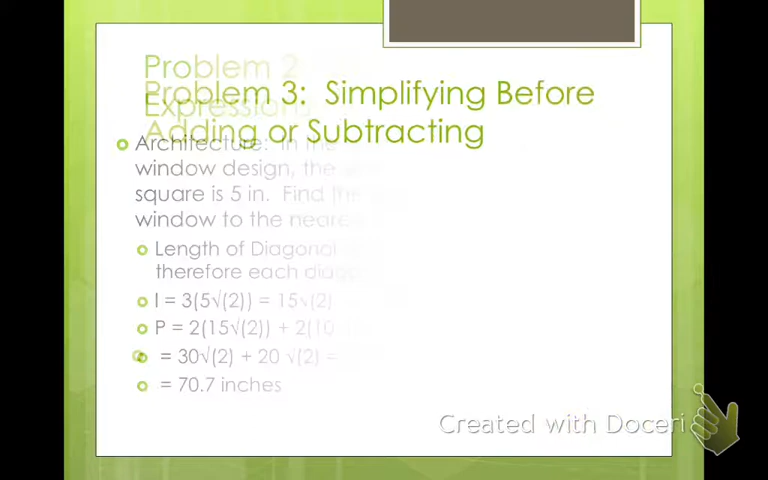 Problem 2
Problem 3: Simplifying Before
Expressions
Adding or Subtracting
Architecture: In the
window design, the
square is 5 in. Find the
window to the neares
Length of Diagonal
therefore each diag
l = 3(5√(2)) = 15√(2)
P = 2(15√(2)) + 2(10
= 30√(2) + 20 √(2) =
= 70.7 inches
Created with Doceri